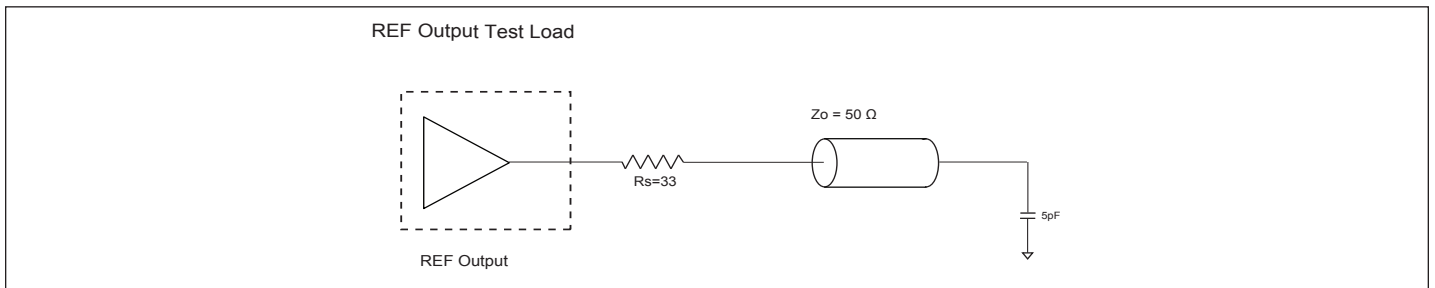 REF Output Test Load
Zo = 50 Ω
Rs=33
5pF
REF Output